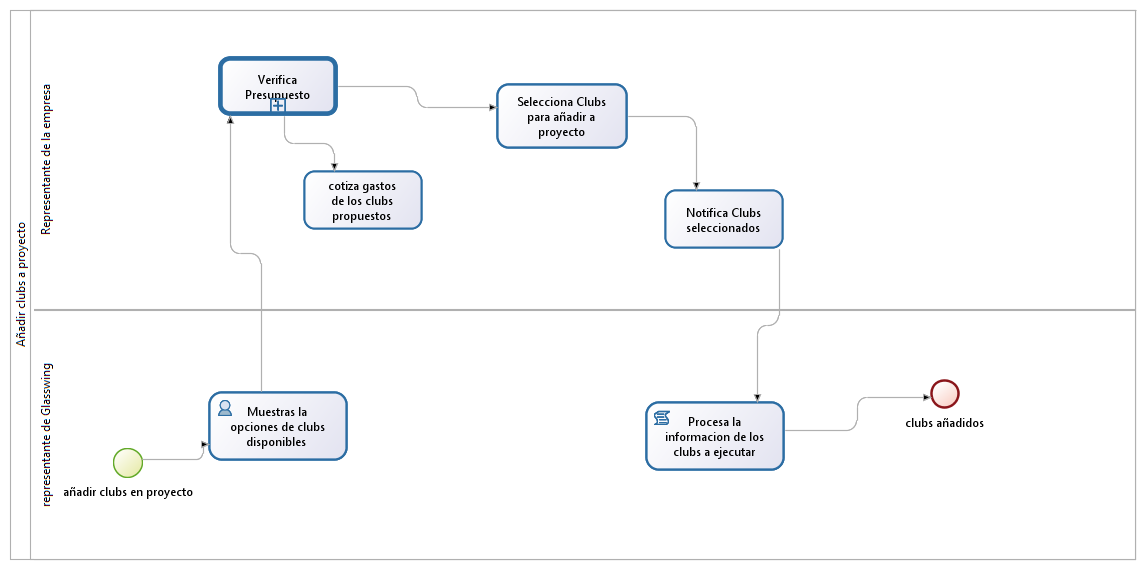 Añadir clubs a proyecto
Representante de la empresa
Verifica
Presupuesto
Selecciona Clubs
para añadir a
proyecto
cotiza gastos
de los clubs
propuestos
Notifica Clubs
seleccionados
representante de Glasswing
Muestras la
opciones de clubs
disponibles
añadir clubs en proyecto
Procesa la
informacion de los
clubs a ejecutar
clubs añadidos